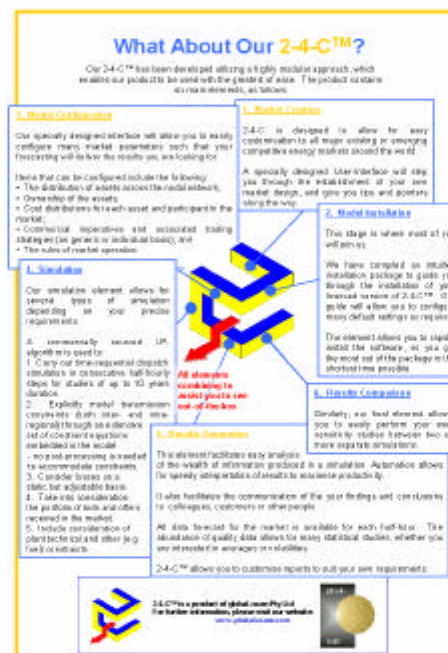 What About Our 2-4-C™?
Our 2-4-C™ has been developed utilising a highly modular approach, which
enables our product to be used with the greatest of ease. The product contains
six main elements, as follows:
1. Market Creation
2-4-C is designed to allow for easy
customisation to all major existing or emerging
competitive energy markets around the world.
A specially designed User-Interface will step
you through the establishment of your own
market design, and give you tips and pointers
along the way.
2. Model Installation
This stage is where most of yo
will join us.
We have compiled an intuitiv
installation package to guide yo
through the installation of yo
licensed version of 2-4-C™. O
guide will allow you to configu
many default settings as requir
The element allows you to
install the software, so you g
the most out of the package in th
shortest time possible.
3. Model Configuration
Our specially designed interface will allow you to easily
configure many market parameters such that your
forecasting will deliver the results you are looking for.
Items that can be configured include the following:
• The distribution of assets across the nodal network;
• Ownership of the assets;
• Cost distributions for each asset and participant in the
market;
• Commercial imperatives and associated trading
strategies (on generic or individual basis); and
• The rules of market operation.
4. Simulation
Our simulation element allows for
several types of simulation
depending on your precise
requirements.
A commercially sourced LP
algorithm is used to:
1. Carry out time-sequential dispatch
simulations in consecutive half-hourly
steps for studies of up to 10 years
duration.
2. Explicitly model transmission
constraints (both inter- and intra-
regional) through an extensive
set of constraint equations
embedded in the model
- no post-processing is needed
to accommodate constraints.
3. Consider losses on a
static but adjustable basis.
4. Take into consideration
the portfolio of bids and offers
received in the market.
5. Include consideration of
plant technical and other (e.g.
fuel) constraints.
All elements
combining to
assist you to see
out-of-the-box
5. Results Generation
This element facilitates easy analysis
of the wealth of information produced in a simulation. Automation allows
for speedy interpretation of results to maximise productivity.
It also facilitates the communication of your findings and conclusions
to colleagues, customers or other people.
All data forecast for the market is available for each half-hour. The
abundance of quality data allows for many statistical studies, whether you
are interested in averages or volatilities.
2-4-C™ allows you to customise reports to suit your own requirements.
6. Results Comparison
Similarly, our final element allow
you to easily perform your own
sensitivity studies between two o
more separate simulations.
2-4-C™ is a product of global-roam Pty Ltd
For further information, please visit our website:
www.globalroam.com